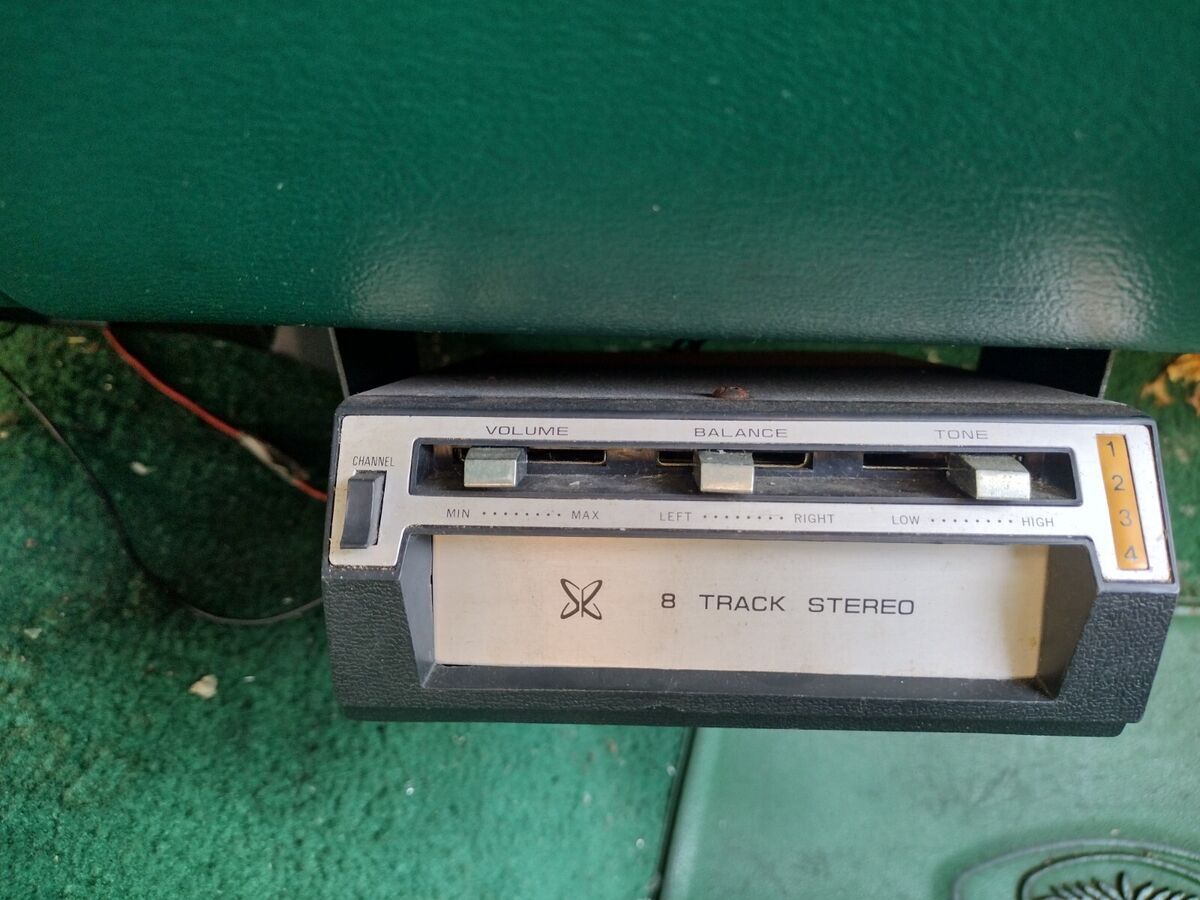 VOLUME BALANCE TONE
CHANNEL
MIN MAX LEFT RIGHT LOW HIGH
1
2
3
4
8 TRACK STEREO